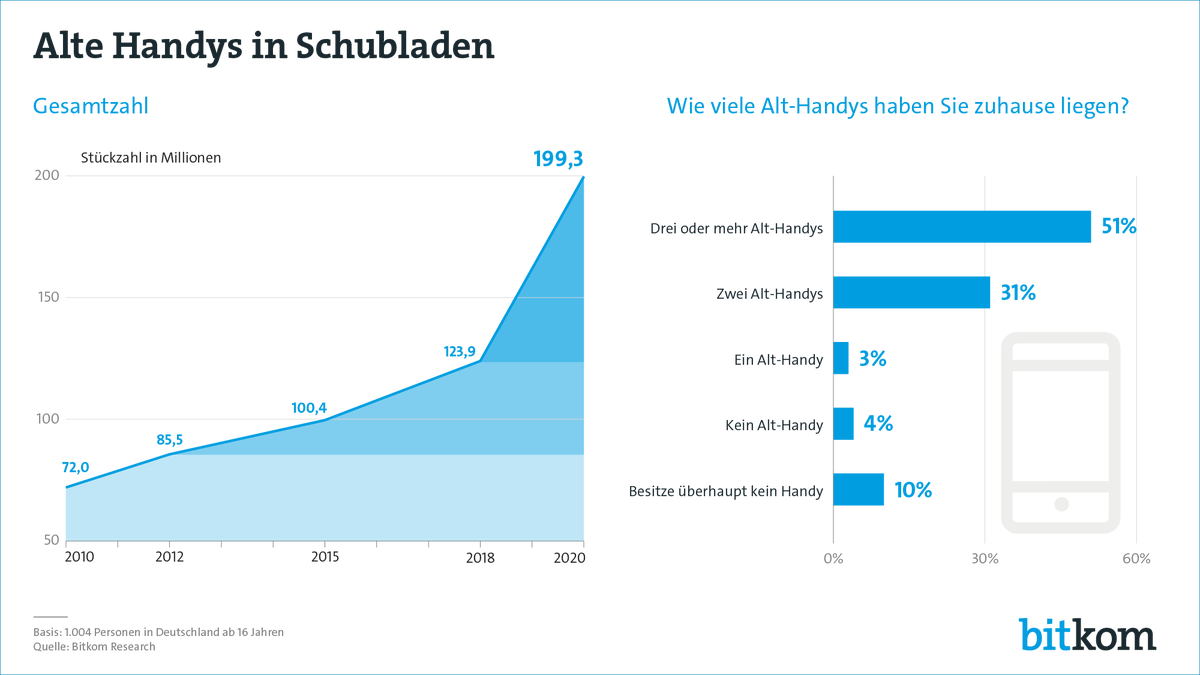 Alte Handys in Schubladen
Gesamtzahl
Stückzahl in Millionen
199,3
200
150
123,9
100,4
100
85,5
72,0
50
2010
2012
2015
2018
2020
Wie viele Alt-Handys haben Sie zuhause liegen?
Drei oder mehr Alt-Handys
51%
Zwei Alt-Handys
31%
Ein Alt-Handy
3%
Kein Alt-Handy
4%
Besitze überhaupt kein Handy
10%
0%
30%
60%
Basis: 1.004 Personen in Deutschland ab 16 Jahren
Quelle: Bitkom Research
bitkom